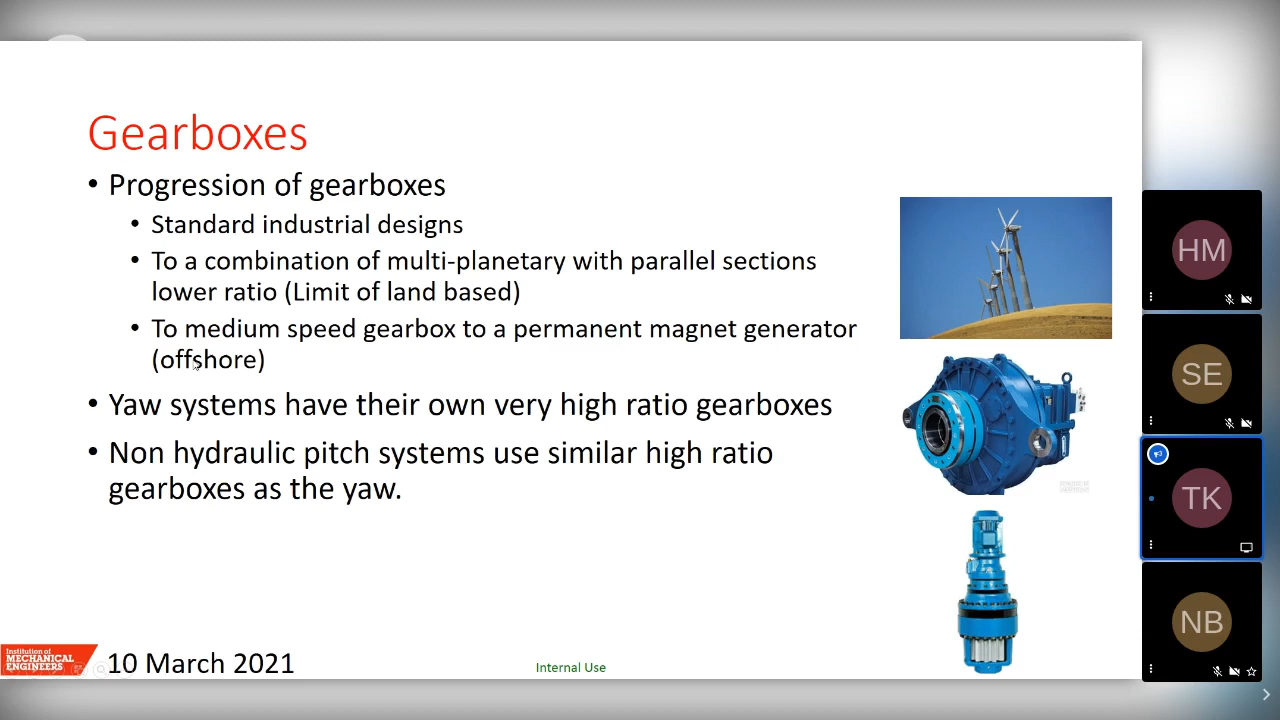 Gearboxes
• Progression of gearboxes
• Standard industrial designs
• To a combination of multi-planetary with parallel sections
lower ratio (Limit of land based)
• To medium speed gearbox to a permanent magnet generator
(offshore)
• Yaw systems have their own very high ratio gearboxes
• Non hydraulic pitch systems use similar high ratio
gearboxes as the yaw.
HM
SE
TK
NB
Institution of
MECHANICAL
ENGINEERS
10 March 2021
Internal Use